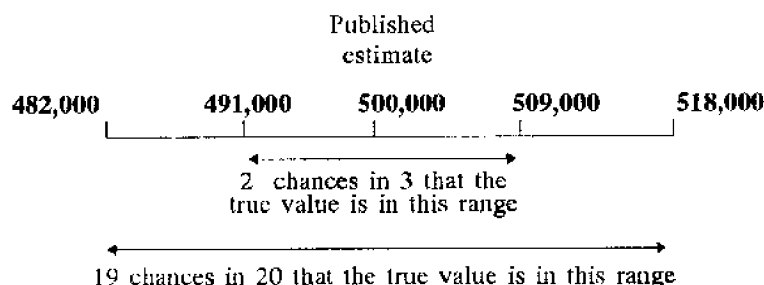 Published
estimate
482,000 491,000 500,000 509,000 518,000
2 chances in 3 that the
true value is in this range
19 chances in 20 that the true value is in this range